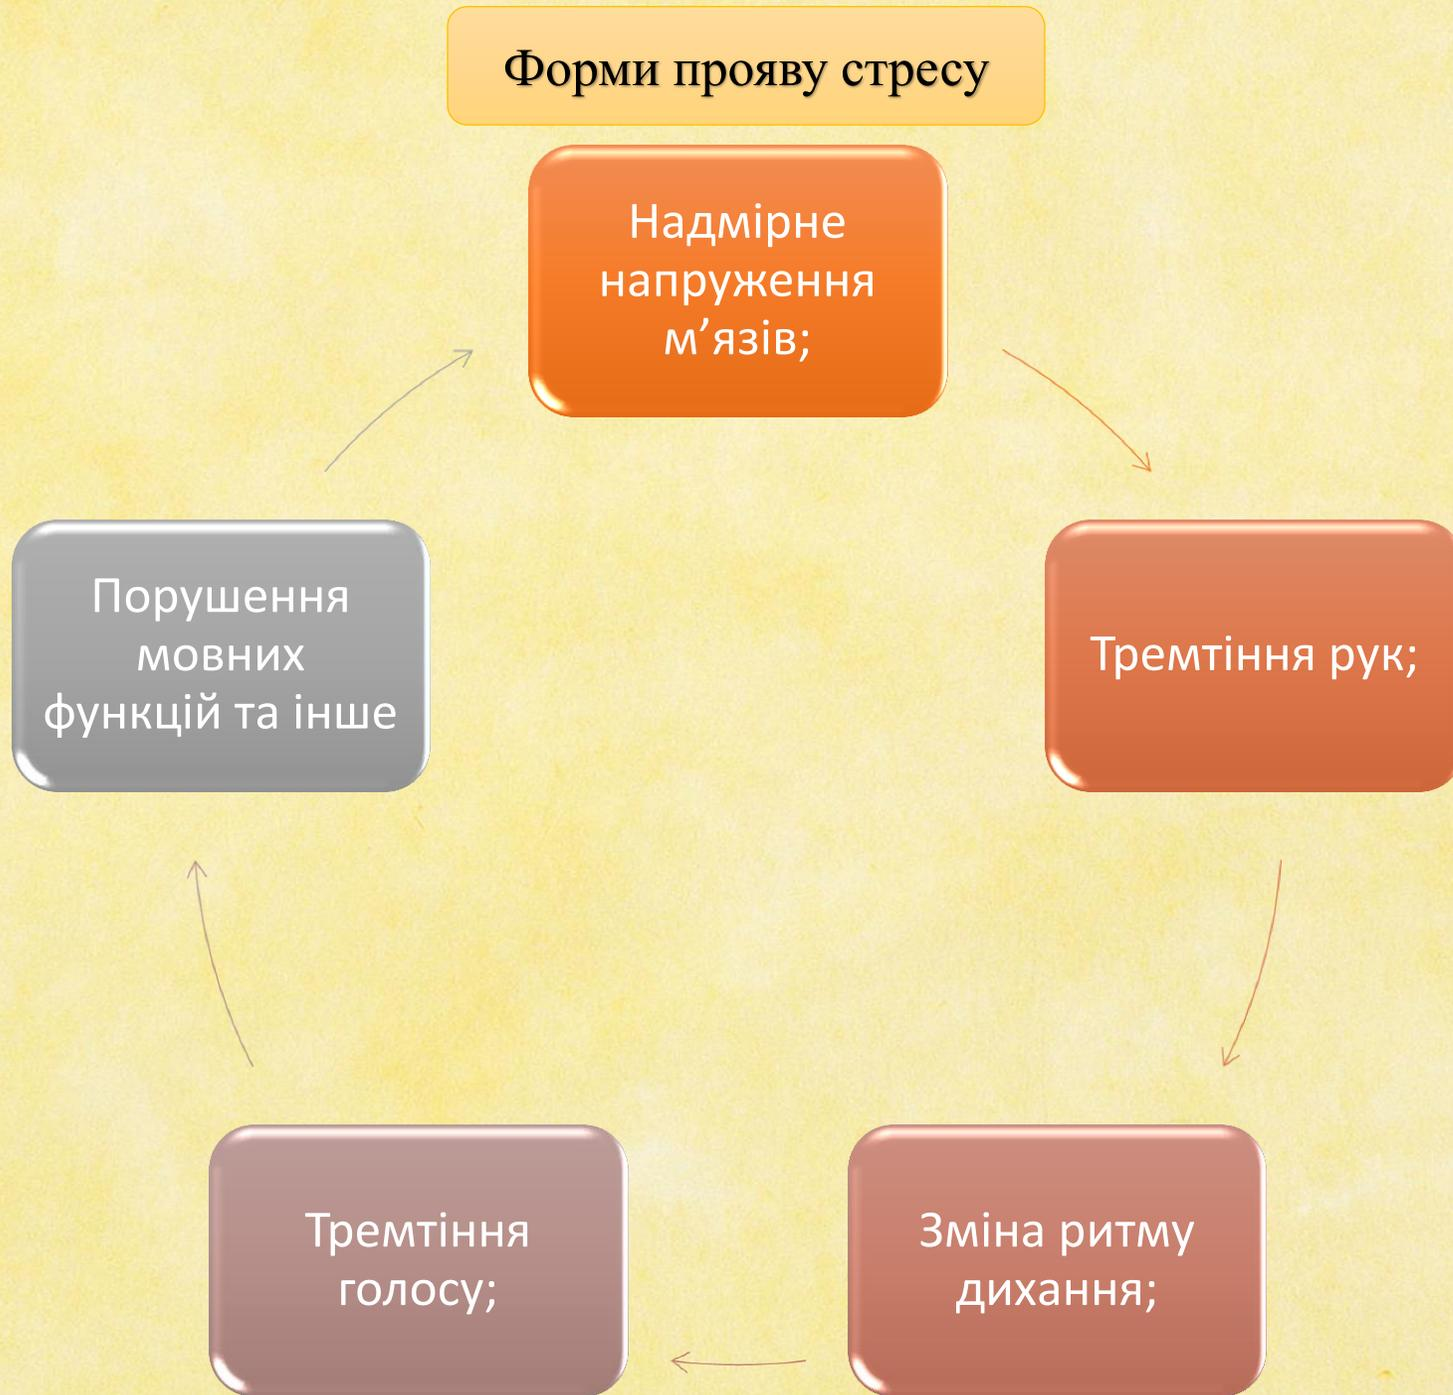 Форми прояву стресу
Надмірне
напруження
м’язів;
Тремтіння рук;
Зміна ритму
дихання;
Тремтіння
голосу;
Порушення
мовних
функцій та інше